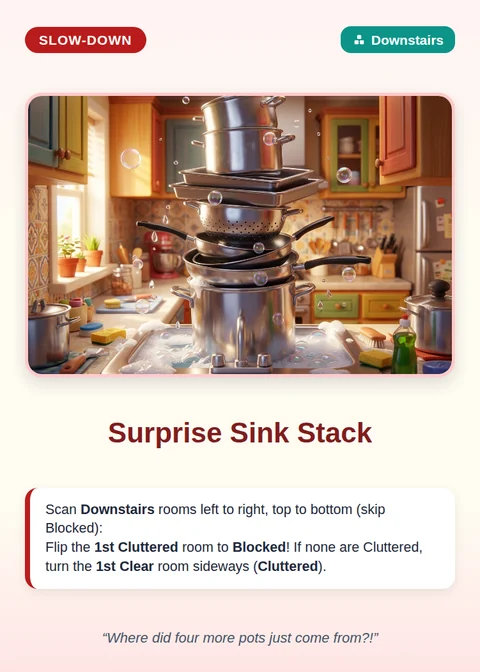 SLOW-DOWN
Downstairs
Surprise Sink Stack
Scan Downstairs rooms left to right, top to bottom (skip
Blocked):
Flip the 1st Cluttered room to Blocked! If none are Cluttered,
turn the 1st Clear room sideways (Cluttered).
“Where did four more pots just come from?!”